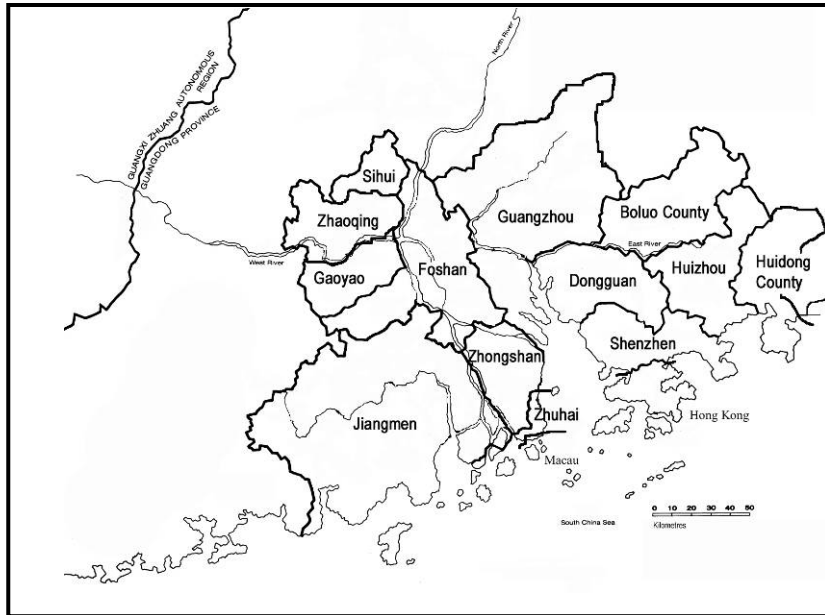 GUANGXI ZHUANG AUTONOMOUS
REGION
GUANGDONG PROVINCE
North River
Sihui
Zhaoqing
Guangzhou
Boluo County
West River
East River
Gaoyao
Foshan
Dongguan
Huizhou
Huidong
County
Zhongshan
Shenzhen
Jiangmen
Zhuhai
Hong Kong
Macau
South China Sea
0 10 20 30 40 50
Kilometres